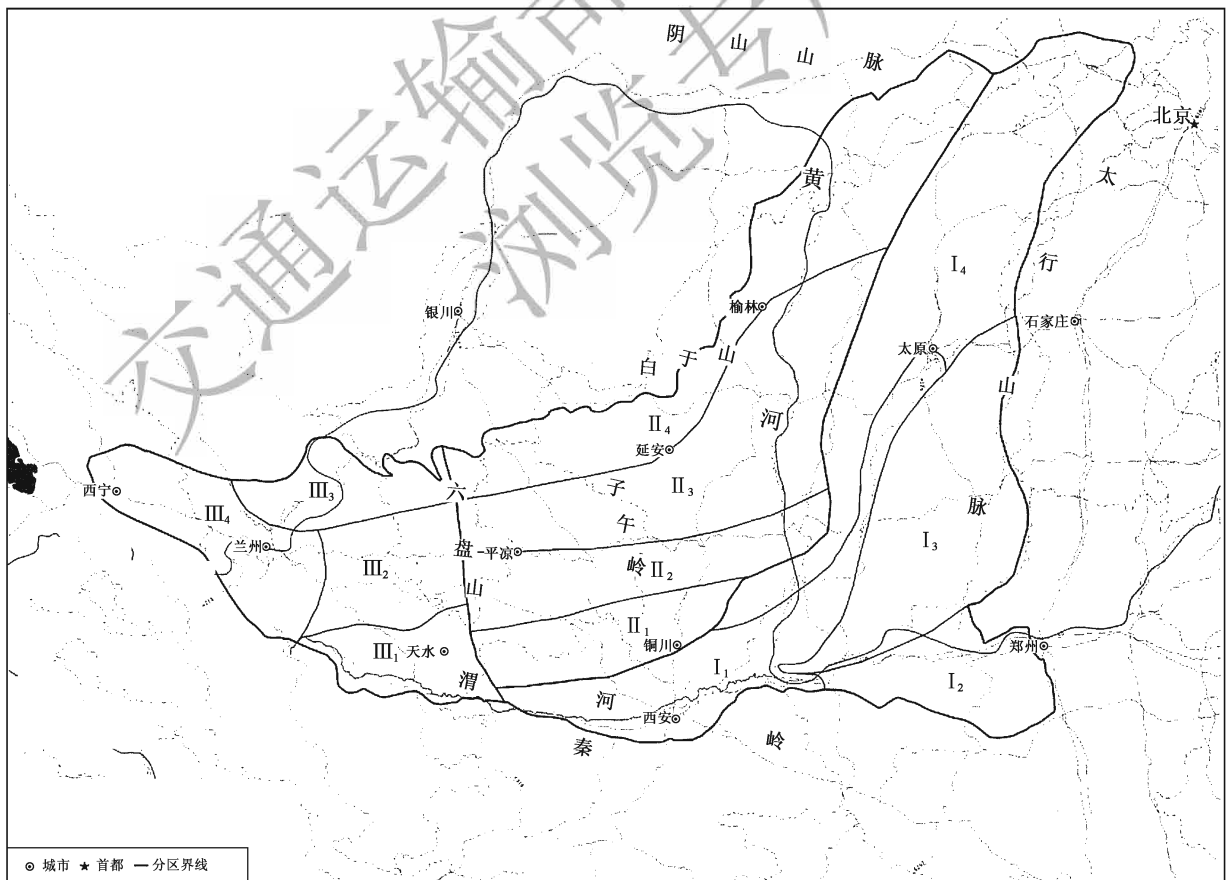 交通运输部
浏览专用
阴山山脉
北京
太行山脉
黄河
银川
榆林
石家庄
太原
白于山
Ⅰ₄
Ⅱ₄
延安
西宁
Ⅲ₃
六盘山
子午岭
Ⅱ₃
Ⅲ₄
兰州
平凉
Ⅰ₃
Ⅲ₂
Ⅱ₂
Ⅱ₁
铜川
Ⅲ₁
天水
郑州
Ⅰ₁
Ⅰ₂
渭河
西安
秦岭
城市 ★ 首都 — 分区界线